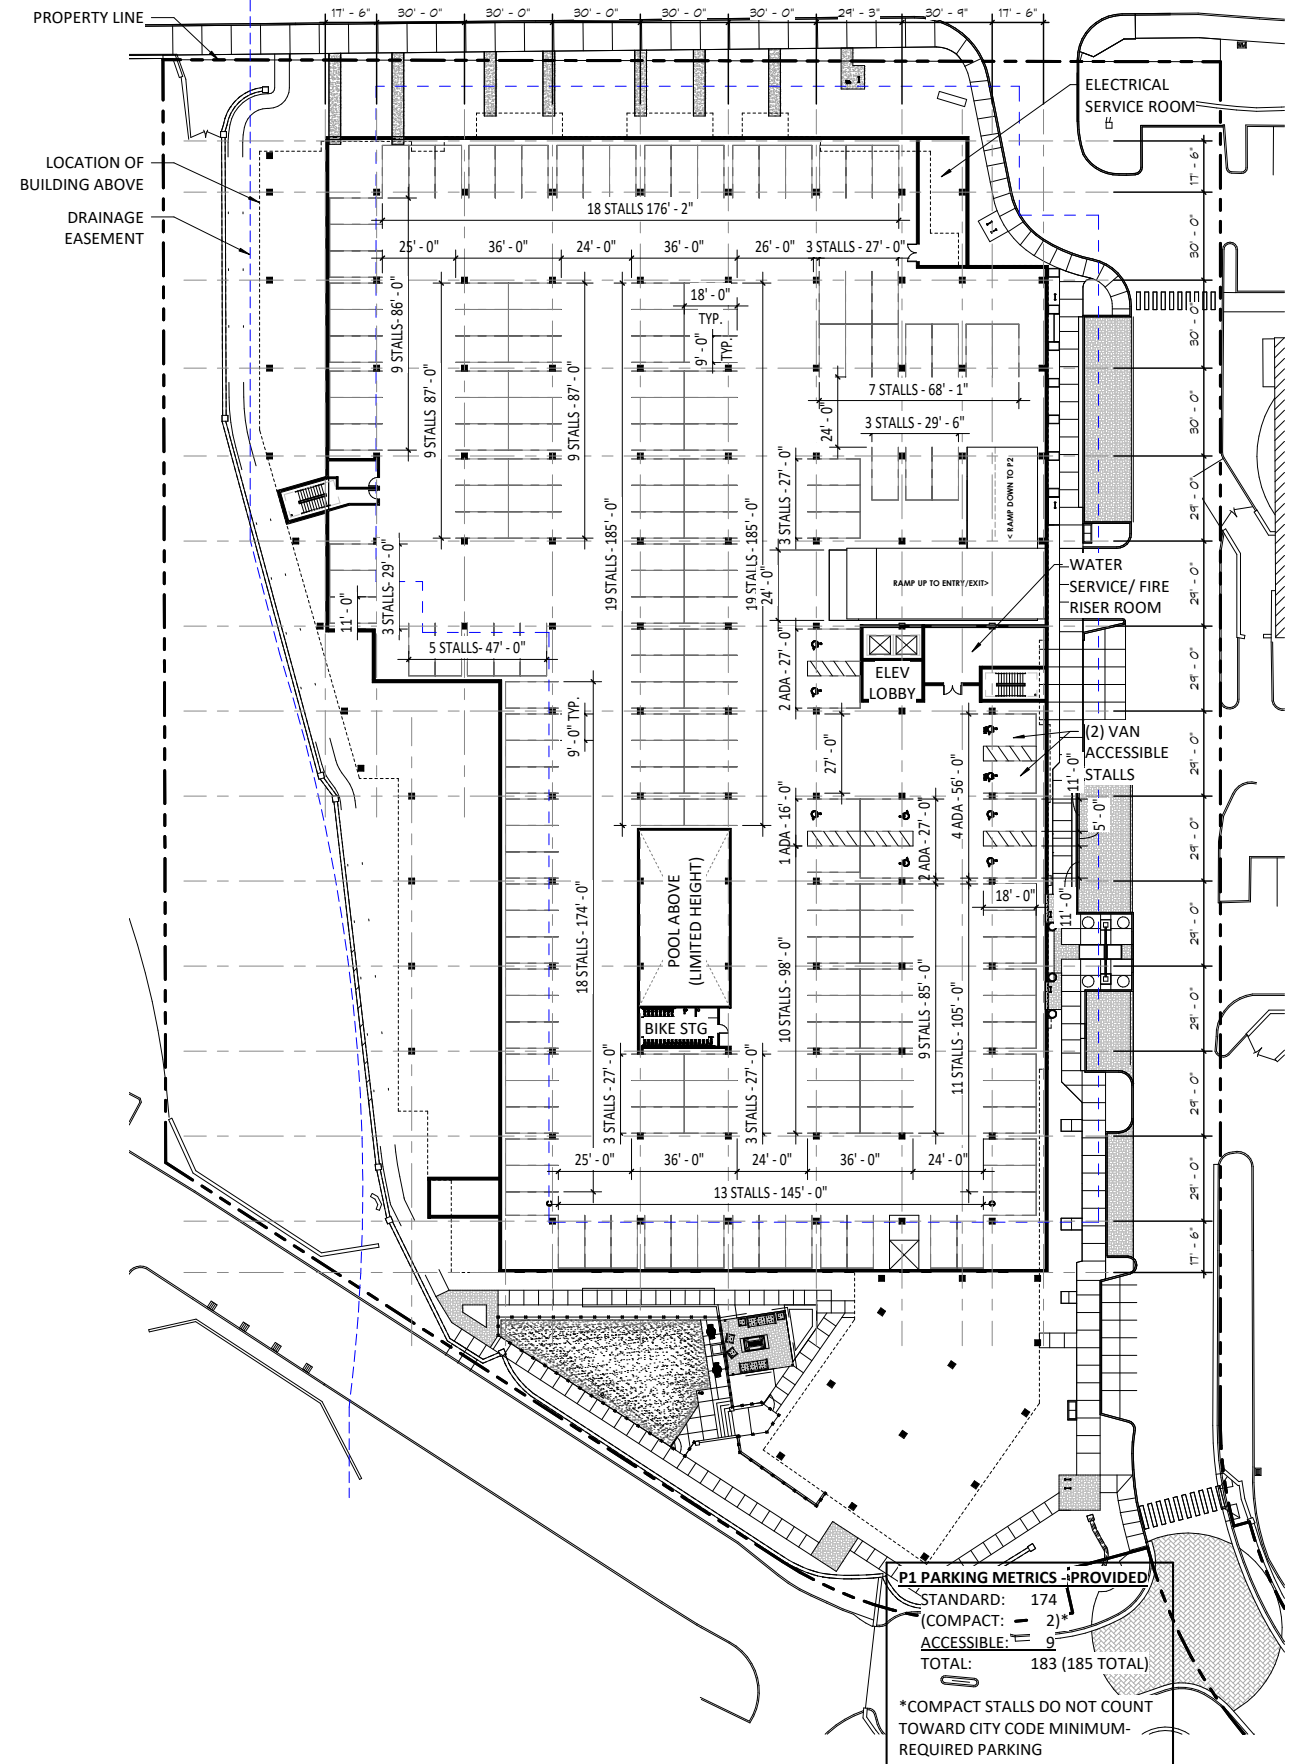 PROPERTY LINE
17' - 6"
30' - 0"
30' - 0"
30' - 0"
30' - 0"
29' - 3"
30' - 9"
17' - 6"
ELECTRICAL
SERVICE ROOM
LOCATION OF
BUILDING ABOVE
DRAINAGE
EASEMENT
17' - 6"
30' - 0"
30' - 0"
30' - 0"
29' - 0"
29' - 0"
29' - 0"
29' - 0"
29' - 0"
29' - 0"
29' - 0"
29' - 0"
29' - 0"
17' - 6"
18 STALLS 176' - 2"
25' - 0"
36' - 0"
24' - 0"
36' - 0"
26' - 0"
3 STALLS - 27' - 0"
9 STALLS- 86' - 0"
9 STALLS 87' - 0"
9 STALLS - 87' - 0"
18' - 0"
TYP.
9' - 0"
TYP.
7 STALLS - 68' - 1"
24' - 0"
3 STALLS - 29' - 6"
3 STALLS - 27' - 0"
< RAMP DOWN TO P2
19 STALLS - 185' - 0"
19 STALLS - 185' - 0"
24' - 0"
RAMP UP TO ENTRY/EXIT>
WATER
SERVICE/ FIRE
RISER ROOM
3 STALLS - 29' - 0"
11' - 0"
5 STALLS- 47' - 0"
2 ADA - 27' - 0"
ELEV
LOBBY
9' - 0" TYP.
27' - 0"
(2) VAN
ACCESSIBLE
STALLS
4 ADA - 56' - 0"
11' - 0"
5' - 0"
11' - 0"
1 ADA - 16' - 0"
2 ADA - 27' - 0"
18' - 0"
POOL ABOVE
(LIMITED HEIGHT)
18 STALLS - 174' - 0"
10 STALLS - 98' - 0"
9 STALLS - 85' - 0"
11 STALLS - 105' - 0"
BIKE STG
3 STALLS - 27' - 0"
3 STALLS - 27' - 0"
25' - 0"
36' - 0"
24' - 0"
36' - 0"
24' - 0"
13 STALLS - 145' - 0"
P1 PARKING METRICS - PROVIDED
STANDARD: 174
(COMPACT: 2)*
ACCESSIBLE: 9
TOTAL: 183 (185 TOTAL)
*COMPACT STALLS DO NOT COUNT
TOWARD CITY CODE MINIMUM-
REQUIRED PARKING